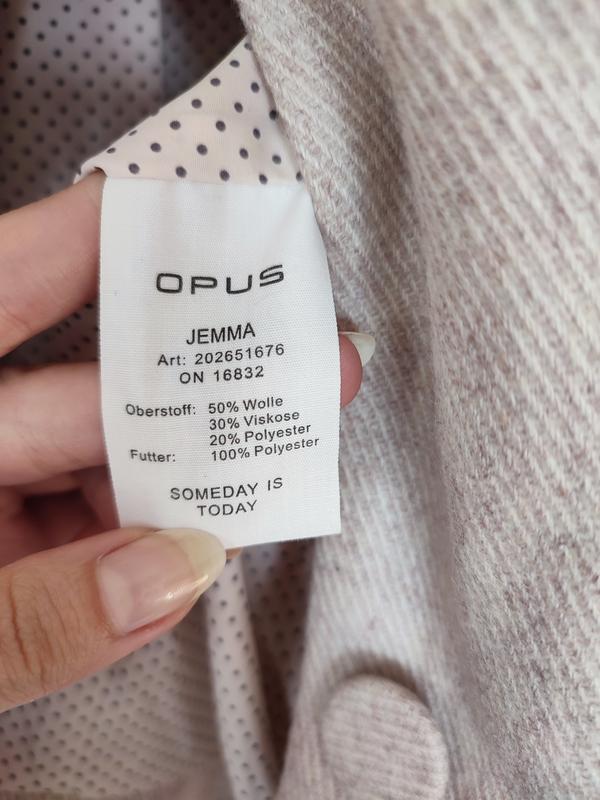 OPUS
JEMMA
Art: 202651676
ON 16832
Oberstoff: 50% Wolle
30% Viskose
20% Polyester
Futter: 100% Polyester
SOMEDAY IS
TODAY